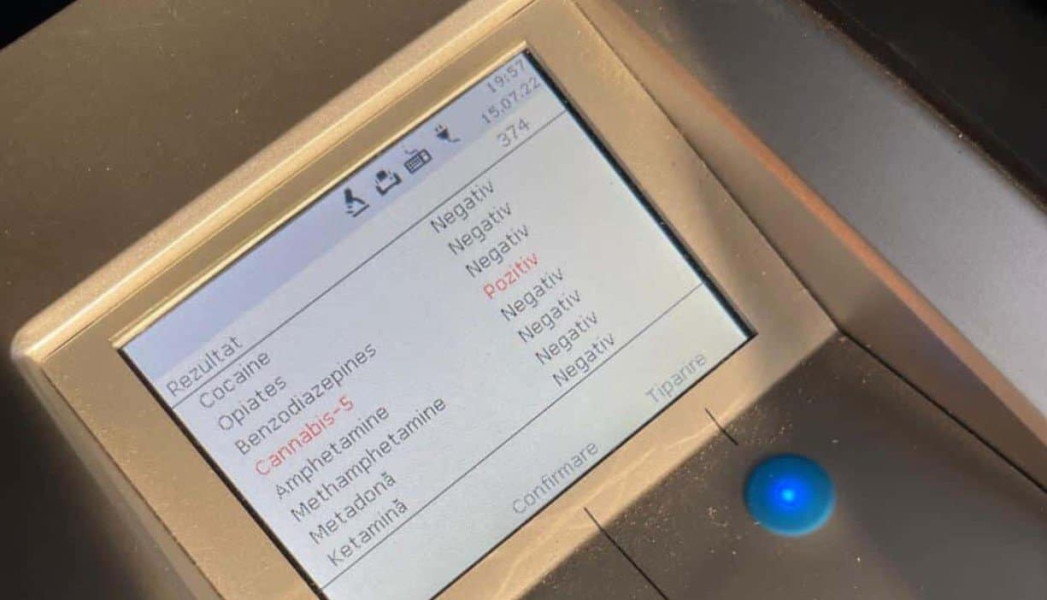 19:57
15.07.22
Rezultat 374
Cocaine Negativ
Opiates Negativ
Benzodiazepines Negativ
Cannabis-5 Pozitiv
Amphetamine Negativ
Methamphetamine Negativ
Metadonă Negativ
Ketamină Negativ
Confirmare Tipărire